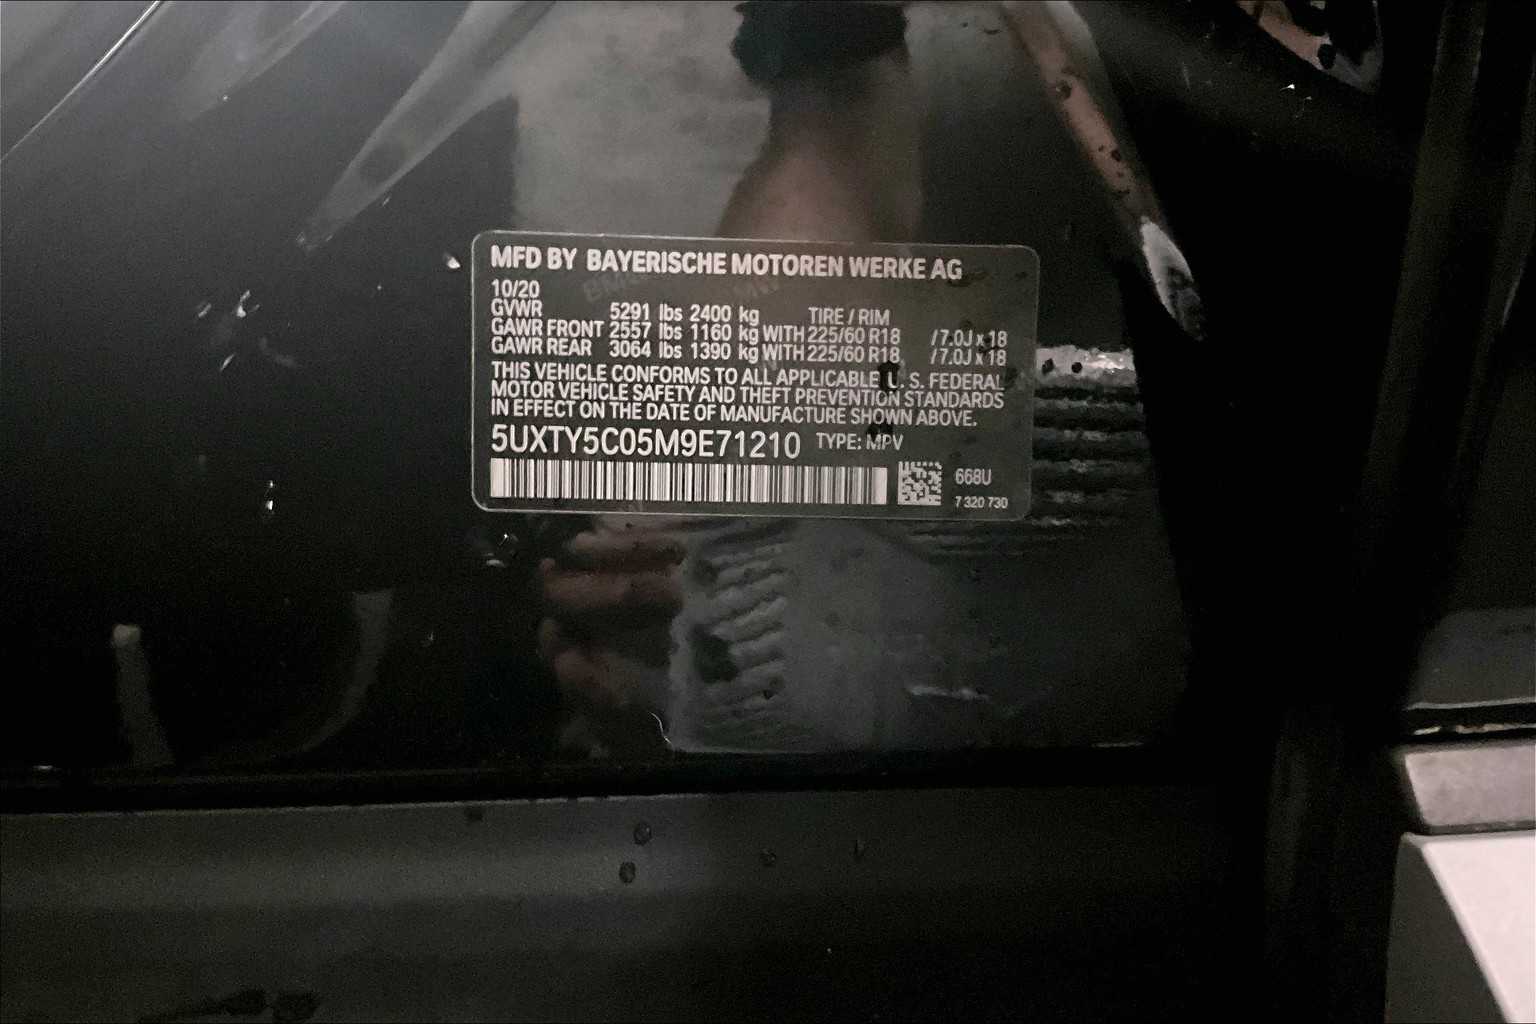 MFD BY BAYERISCHE MOTOREN WERKE AG
10/20
GVWR 5291 lbs 2400 kg TIRE / RIM
GAWR FRONT 2557 lbs 1160 kg WITH 225/60 R18 /7.0J x 18
GAWR REAR 3064 lbs 1390 kg WITH 225/60 R18 /7.0J x 18
THIS VEHICLE CONFORMS TO ALL APPLICABLE U. S. FEDERAL
MOTOR VEHICLE SAFETY AND THEFT PREVENTION STANDARDS
IN EFFECT ON THE DATE OF MANUFACTURE SHOWN ABOVE.
5UXTY5C05M9E71210 TYPE: MPV
668U
7 320 730